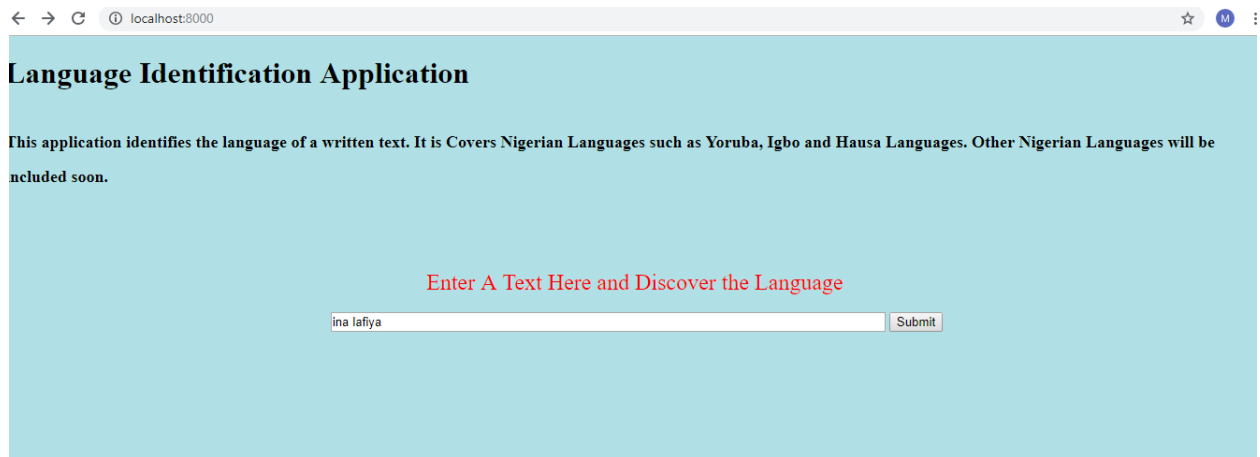 localhost:8000
M
Language Identification Application
This application identifies the language of a written text. It is Covers Nigerian Languages such as Yoruba, Igbo and Hausa Languages. Other Nigerian Languages will be
included soon.
Enter A Text Here and Discover the Language
ina lafiya Submit